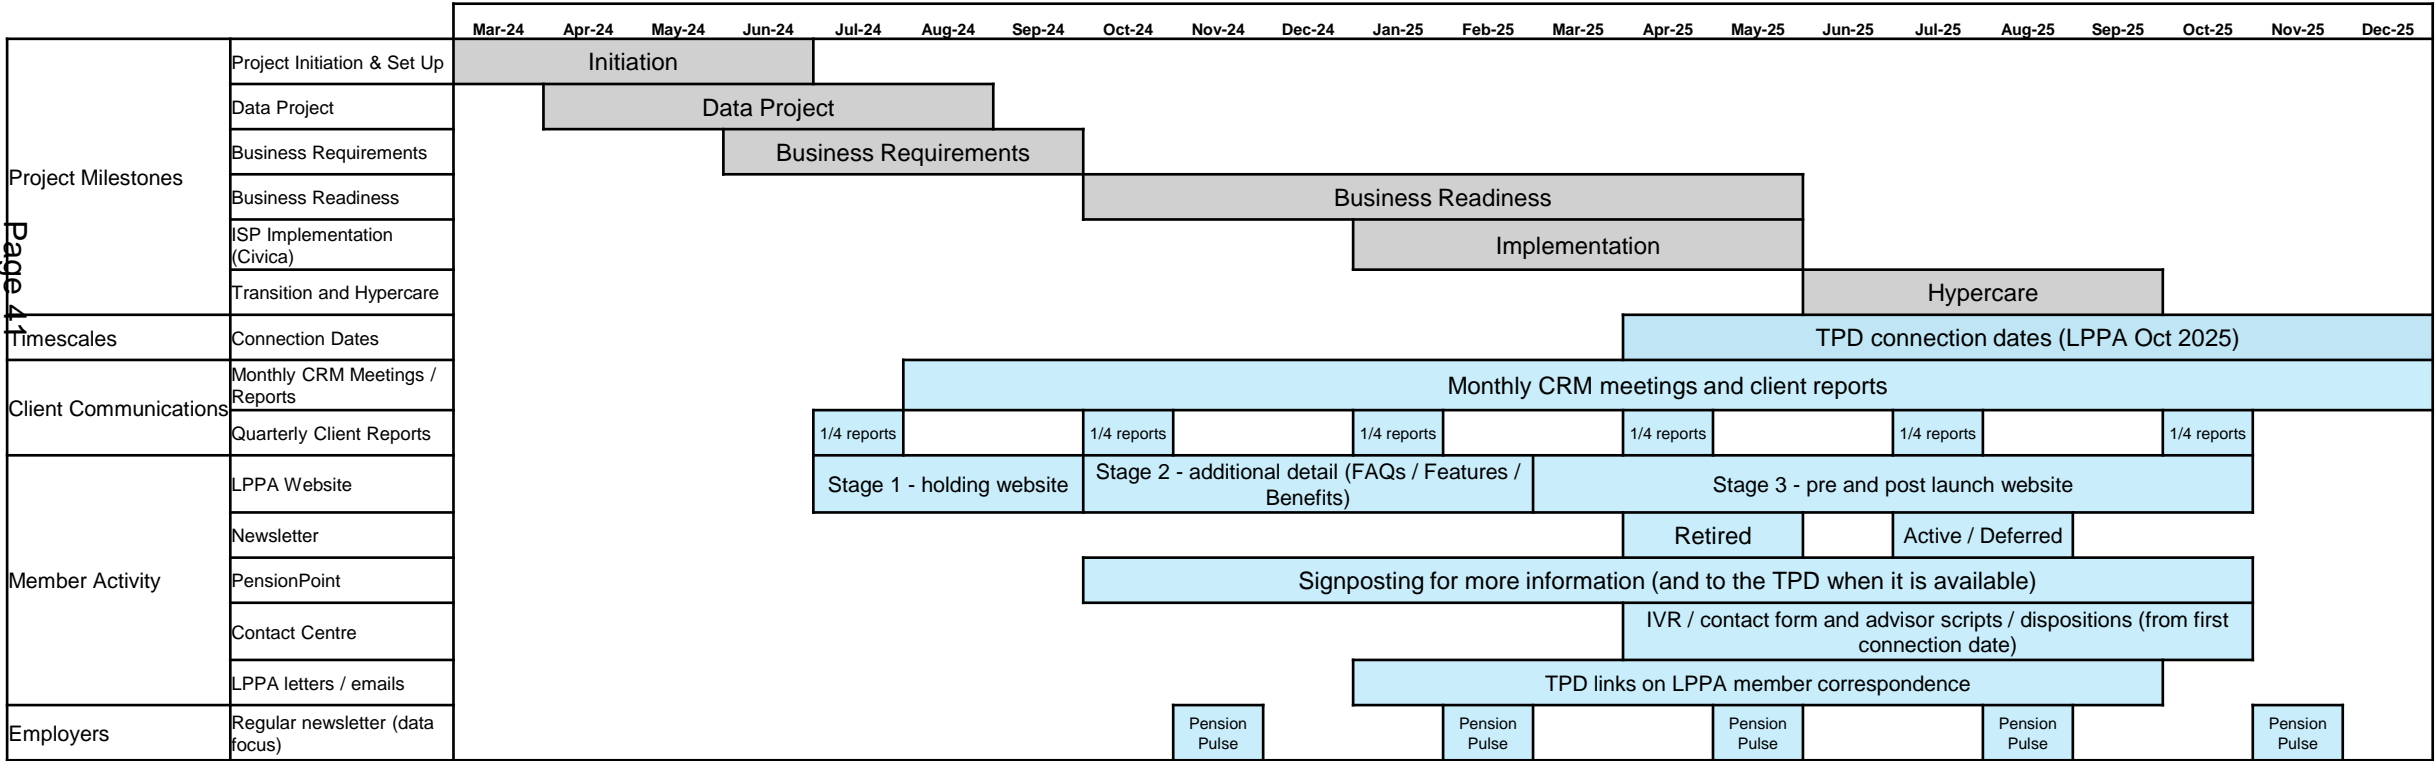 Mar-24 Apr-24 May-24 Jun-24 Jul-24 Aug-24 Sep-24 Oct-24 Nov-24 Dec-24 Jan-25 Feb-25 Mar-25 Apr-25 May-25 Jun-25 Jul-25 Aug-25 Sep-25 Oct-25 Nov-25 Dec-25
Project Milestones
Project Initiation & Set Up
Initiation
Data Project
Data Project
Business Requirements
Business Requirements
Business Readiness
Business Readiness
ISP Implementation
(Civica)
Implementation
Transition and Hypercare
Hypercare
Page 41
Timescales
Connection Dates
TPD connection dates (LPPA Oct 2025)
Client Communications
Monthly CRM Meetings /
Reports
Monthly CRM meetings and client reports
Quarterly Client Reports
1/4 reports 1/4 reports 1/4 reports 1/4 reports 1/4 reports 1/4 reports
Member Activity
LPPA Website
Stage 1 - holding website
Stage 2 - additional detail (FAQs / Features /
Benefits)
Stage 3 - pre and post launch website
Newsletter
Retired
Active / Deferred
PensionPoint
Signposting for more information (and to the TPD when it is available)
Contact Centre
IVR / contact form and advisor scripts / dispositions (from first
connection date)
LPPA letters / emails
TPD links on LPPA member correspondence
Employers
Regular newsletter (data
focus)
Pension
Pulse
Pension
Pulse
Pension
Pulse
Pension
Pulse
Pension
Pulse